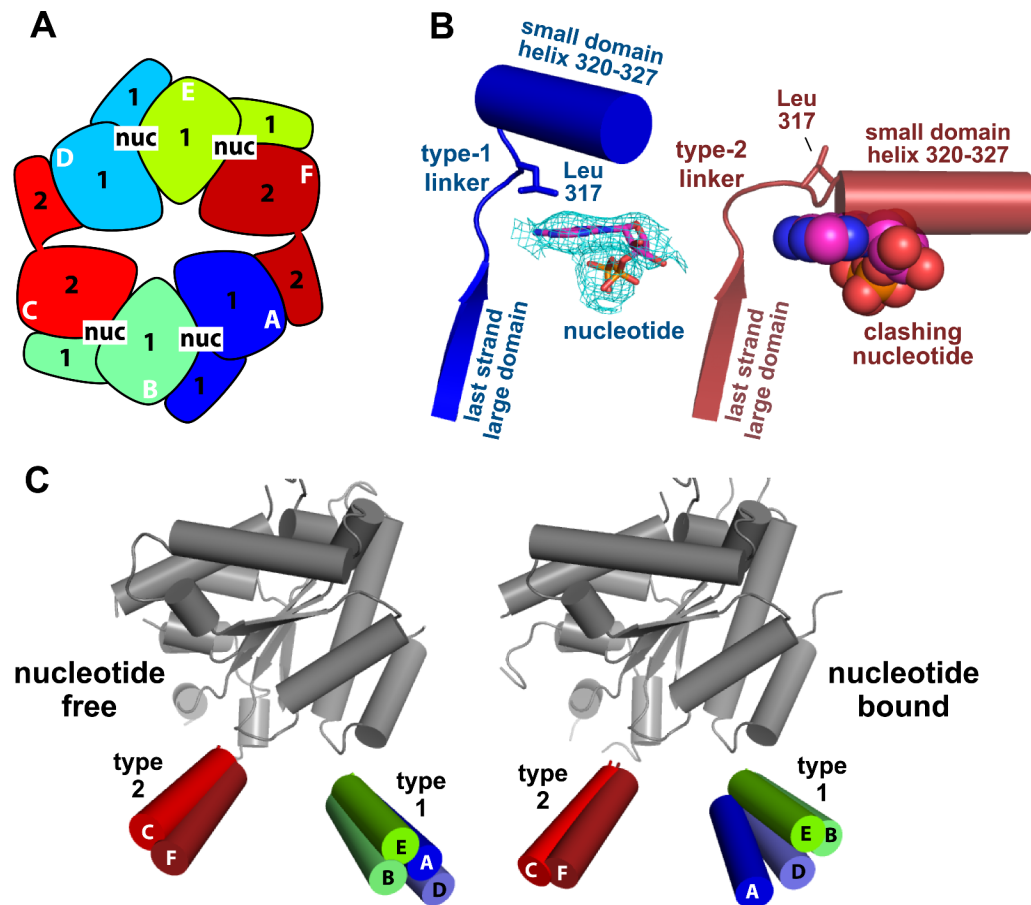 A
1
E
1
1
nuc
nuc
D
1
F
2
2
2
C
1
A
2
nuc
1
nuc
1
B
1
B
small domain
helix 320-327
type-1
linker
Leu
317
nucleotide
last strand
large domain
Leu
317
type-2
linker
small domain
helix 320-327
clashing
nucleotide
last strand
large domain
C
nucleotide
free
type
2
type
1
C
F
E
A
B
D
nucleotide
bound
type
2
type
1
C
F
E
B
D
A